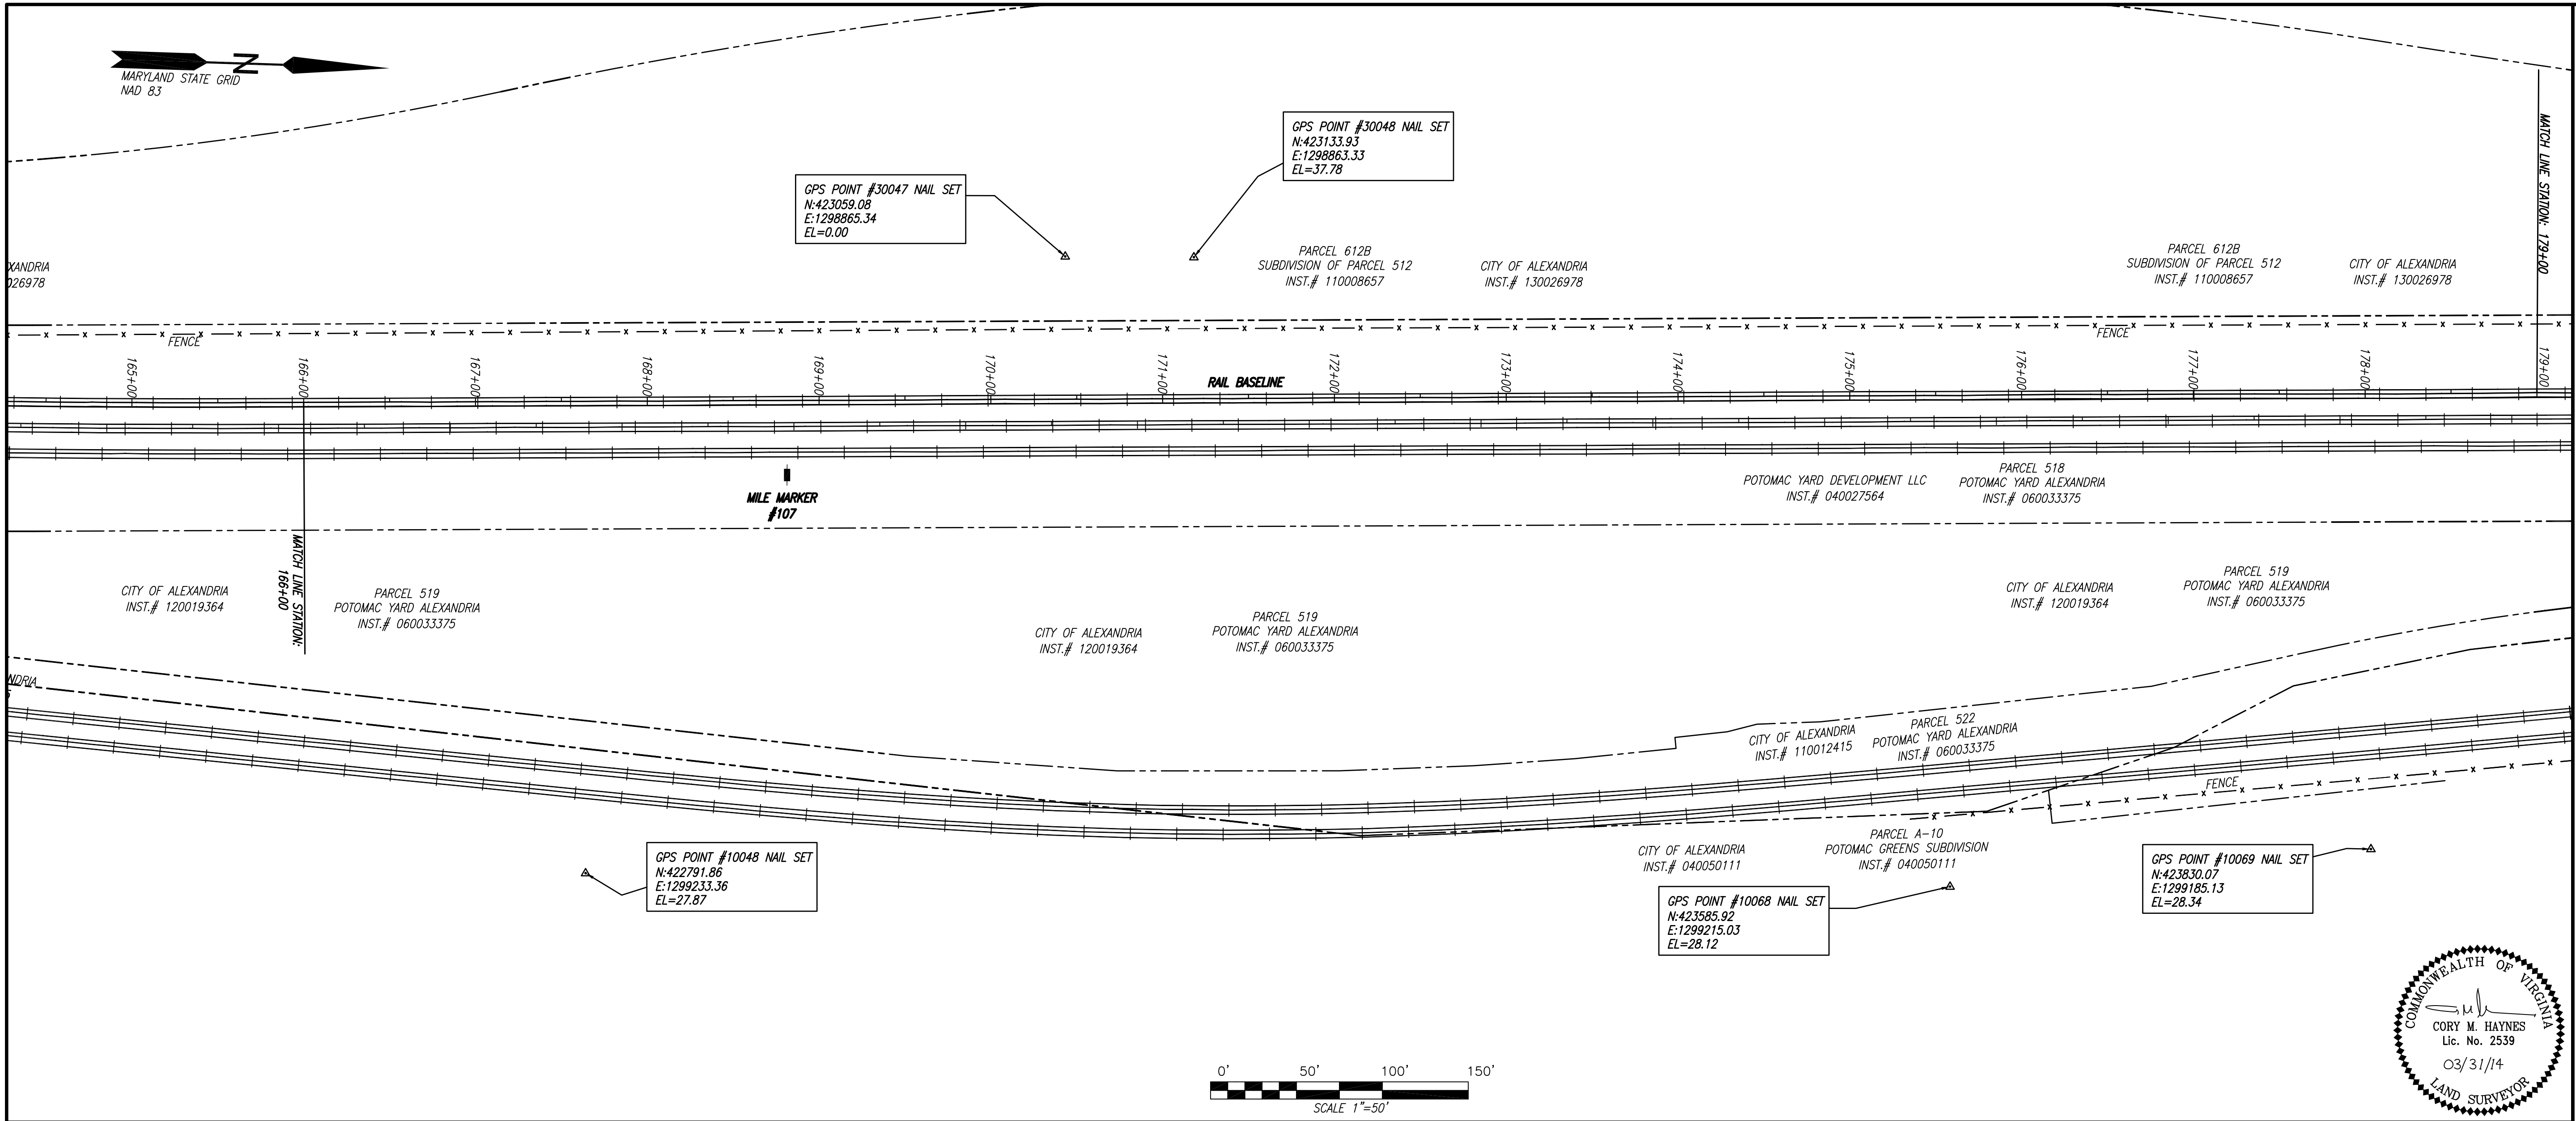 N
MARYLAND STATE GRID
NAD 83
GPS POINT #30048 NAIL SET
N:423133.93
E:1298863.33
EL=37.78
GPS POINT #30047 NAIL SET
N:423059.08
E:1298865.34
EL=0.00
MATCH LINE STATION: 179+00
XANDRIA
026978
PARCEL 612B
SUBDIVISION OF PARCEL 512
INST.# 110008657
CITY OF ALEXANDRIA
INST.# 130026978
PARCEL 612B
SUBDIVISION OF PARCEL 512
INST.# 110008657
CITY OF ALEXANDRIA
INST.# 130026978
FENCE
FENCE
165+00
166+00
167+00
168+00
169+00
170+00
171+00
172+00
173+00
174+00
175+00
176+00
177+00
178+00
179+00
RAIL BASELINE
MILE MARKER
#107
POTOMAC YARD DEVELOPMENT LLC
INST.# 040027564
PARCEL 518
POTOMAC YARD ALEXANDRIA
INST.# 060033375
MATCH LINE STATION:
166+00
CITY OF ALEXANDRIA
INST.# 120019364
PARCEL 519
POTOMAC YARD ALEXANDRIA
INST.# 060033375
CITY OF ALEXANDRIA
INST.# 120019364
PARCEL 519
POTOMAC YARD ALEXANDRIA
INST.# 060033375
CITY OF ALEXANDRIA
INST.# 120019364
PARCEL 519
POTOMAC YARD ALEXANDRIA
INST.# 060033375
NDRIA
CITY OF ALEXANDRIA
INST.# 110012415
PARCEL 522
POTOMAC YARD ALEXANDRIA
INST.# 060033375
FENCE
CITY OF ALEXANDRIA
INST.# 040050111
PARCEL A-10
POTOMAC GREENS SUBDIVISION
INST.# 040050111
GPS POINT #10048 NAIL SET
N:422791.86
E:1299233.36
EL=27.87
GPS POINT #10068 NAIL SET
N:423585.92
E:1299215.03
EL=28.12
GPS POINT #10069 NAIL SET
N:423830.07
E:1299185.13
EL=28.34
0' 50' 100' 150'
SCALE 1"=50'
COMMONWEALTH OF VIRGINIA
CORY M. HAYNES
Lic. No. 2539
03/31/14
LAND SURVEYOR